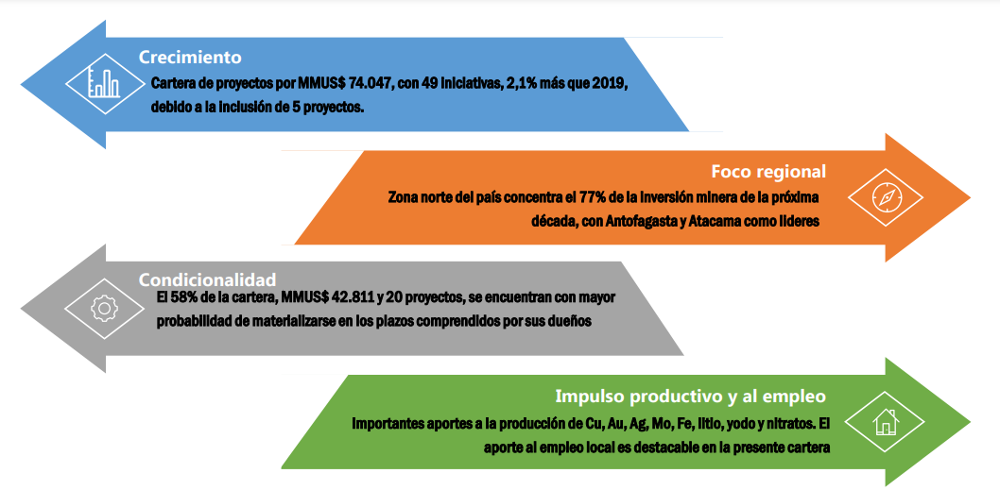 Crecimiento
Cartera de proyectos por MMUS$ 74.047, con 49 iniciativas, 2,1% más que 2019,
debido a la inclusión de 5 proyectos.
Foco regional
Zona norte del país concentra el 77% de la inversión minera de la próxima
década, con Antofagasta y Atacama como lideres
Condicionalidad
El 58% de la cartera, MMUS$ 42.811 y 20 proyectos, se encuentran con mayor
probabilidad de materializarse en los plazos comprendidos por sus dueños
Impulso productivo y al empleo
Importantes aportes a la producción de Cu, Au, Ag, Mo, Fe, litio, yodo y nitratos. El
aporte al empleo local es destacable en la presente cartera